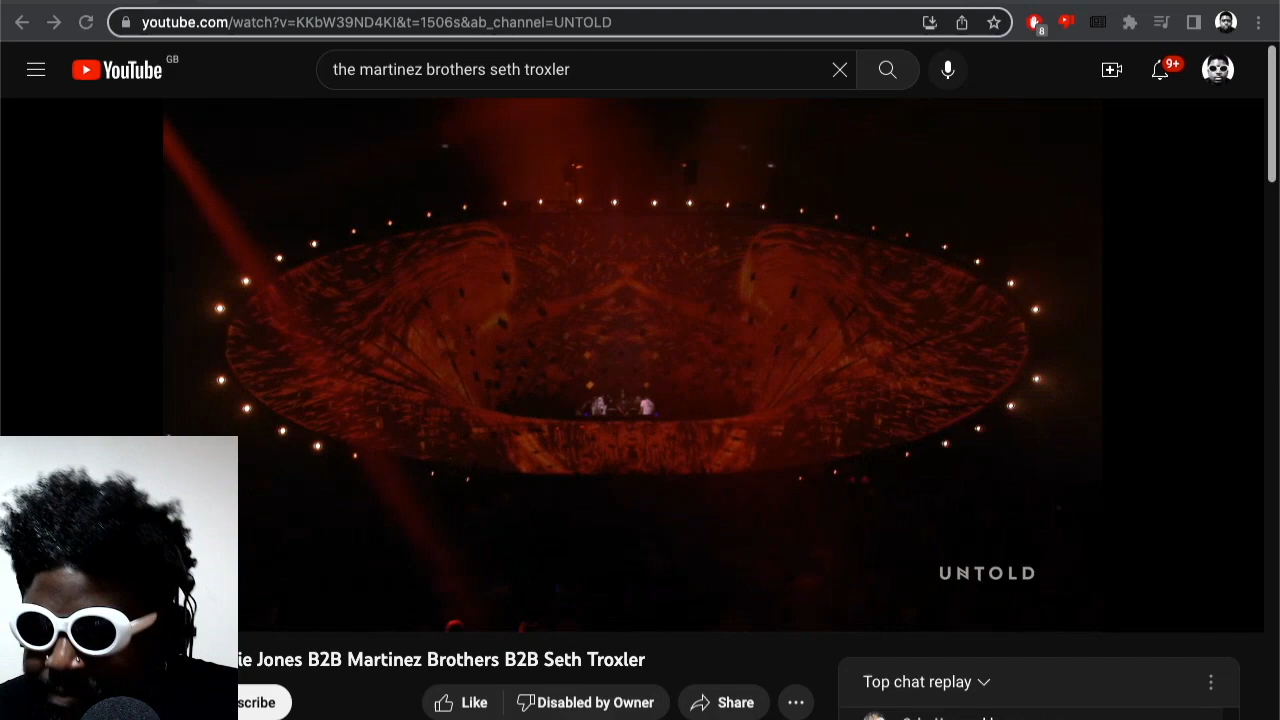 youtube.com/watch?v=KKbW39ND4KI&t=1506s&ab_channel=UNTOLD
8
YouTube GB
the martinez brothers seth troxler
9+
UNTOLD
ie Jones B2B Martinez Brothers B2B Seth Troxler
scribe
Like
Disabled by Owner
Share
Top chat replay